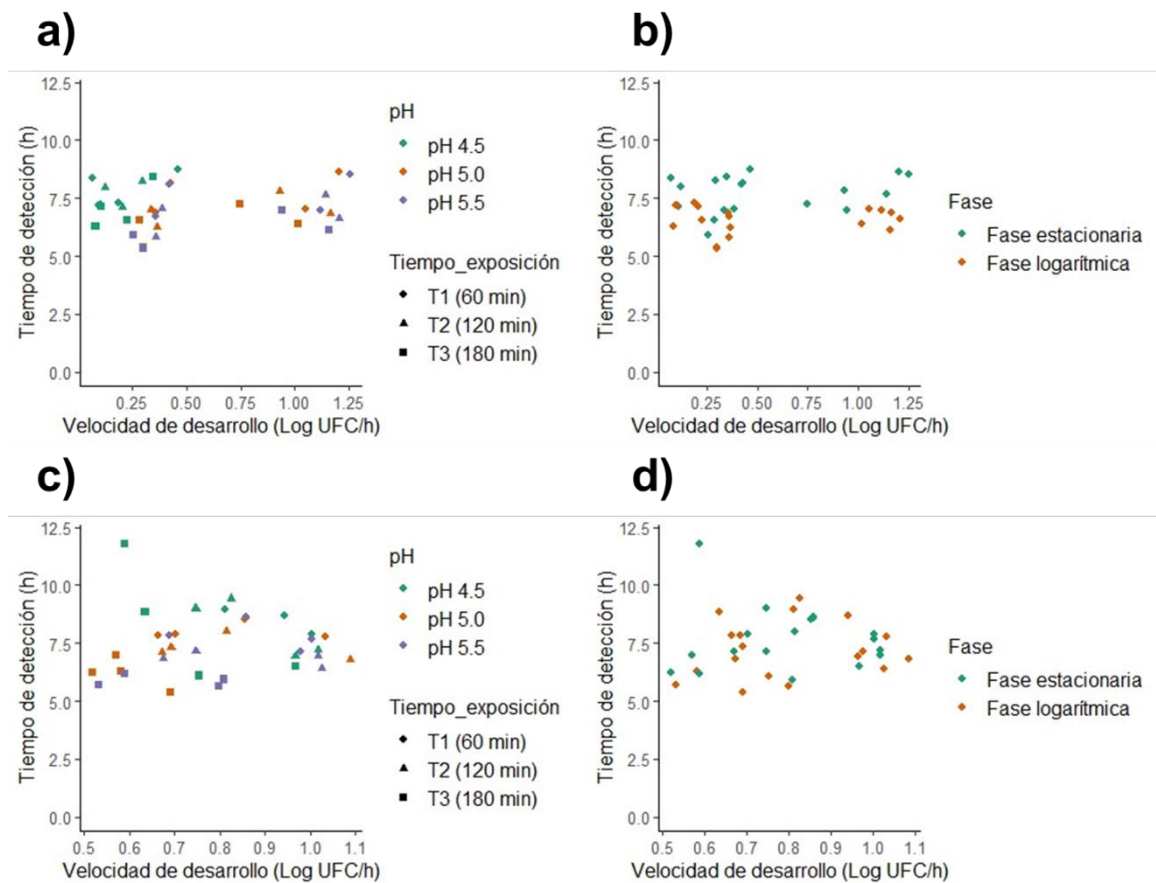 a)
12.5
10.0
7.5
5.0
2.5
0.0
Tiempo de detección (h)
0.25 0.50 0.75 1.00 1.25
Velocidad de desarrollo (Log UFC/h)
pH
pH 4.5
pH 5.0
pH 5.5
Tiempo_exposición
T1 (60 min)
T2 (120 min)
T3 (180 min)
b)
12.5
10.0
7.5
5.0
2.5
0.0
Tiempo de detección (h)
0.25 0.50 0.75 1.00 1.25
Velocidad de desarrollo (Log UFC/h)
Fase
Fase estacionaria
Fase logarítmica
c)
12.5
10.0
7.5
5.0
2.5
0.0
Tiempo de detección (h)
0.5 0.6 0.7 0.8 0.9 1.0 1.1
Velocidad de desarrollo (Log UFC/h)
pH
pH 4.5
pH 5.0
pH 5.5
Tiempo_exposición
T1 (60 min)
T2 (120 min)
T3 (180 min)
d)
12.5
10.0
7.5
5.0
2.5
0.0
Tiempo de detección (h)
0.5 0.6 0.7 0.8 0.9 1.0 1.1
Velocidad de desarrollo (Log UFC/h)
Fase
Fase estacionaria
Fase logarítmica